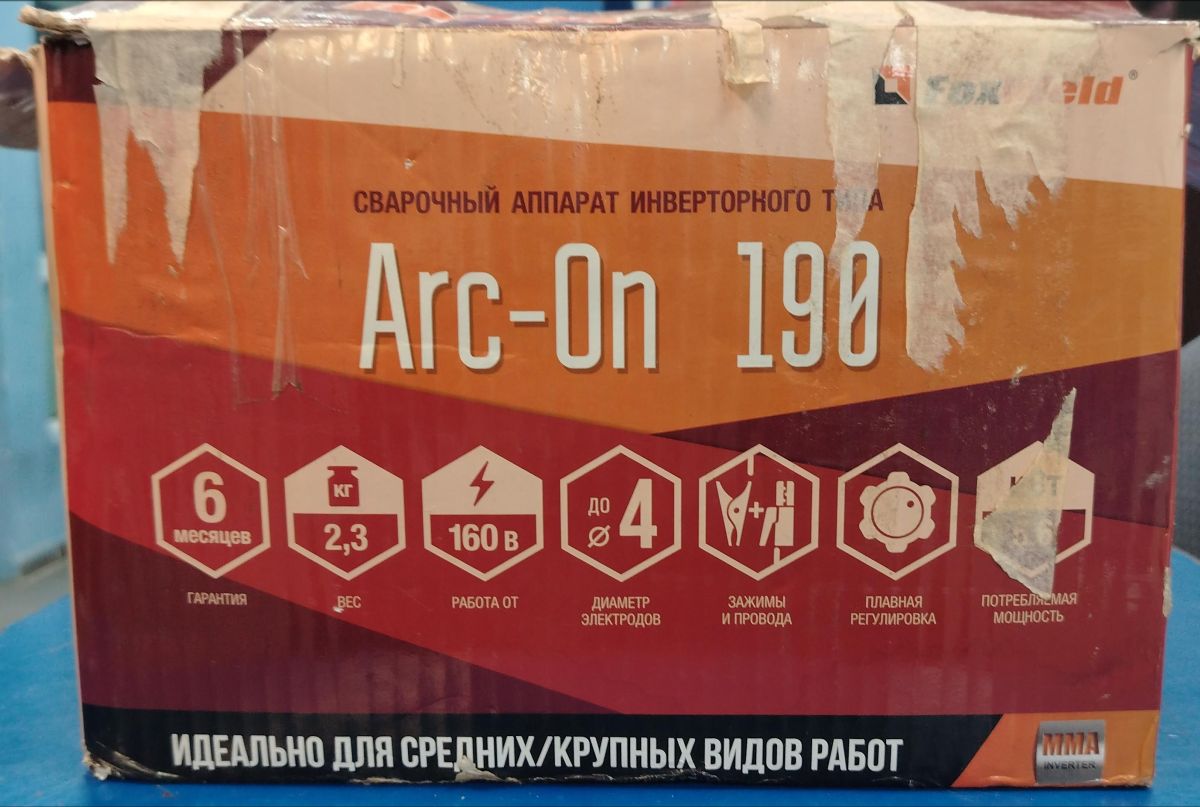 FoxWeld®
СВАРОЧНЫЙ АППАРАТ ИНВЕРТОРНОГО ТИПА
Arc-On 190
6
месяцев
ГАРАНТИЯ
кг
2,3
ВЕС
160 В
РАБОТА ОТ
ДО
⌀ 4
ДИАМЕТР
ЭЛЕКТРОДОВ
+
ЗАЖИМЫ
И ПРОВОДА
ПЛАВНАЯ
РЕГУЛИРОВКА
ПОТРЕБЛЯЕМАЯ
МОЩНОСТЬ
ИДЕАЛЬНО ДЛЯ СРЕДНИХ/КРУПНЫХ ВИДОВ РАБОТ
MMA
INVERTER